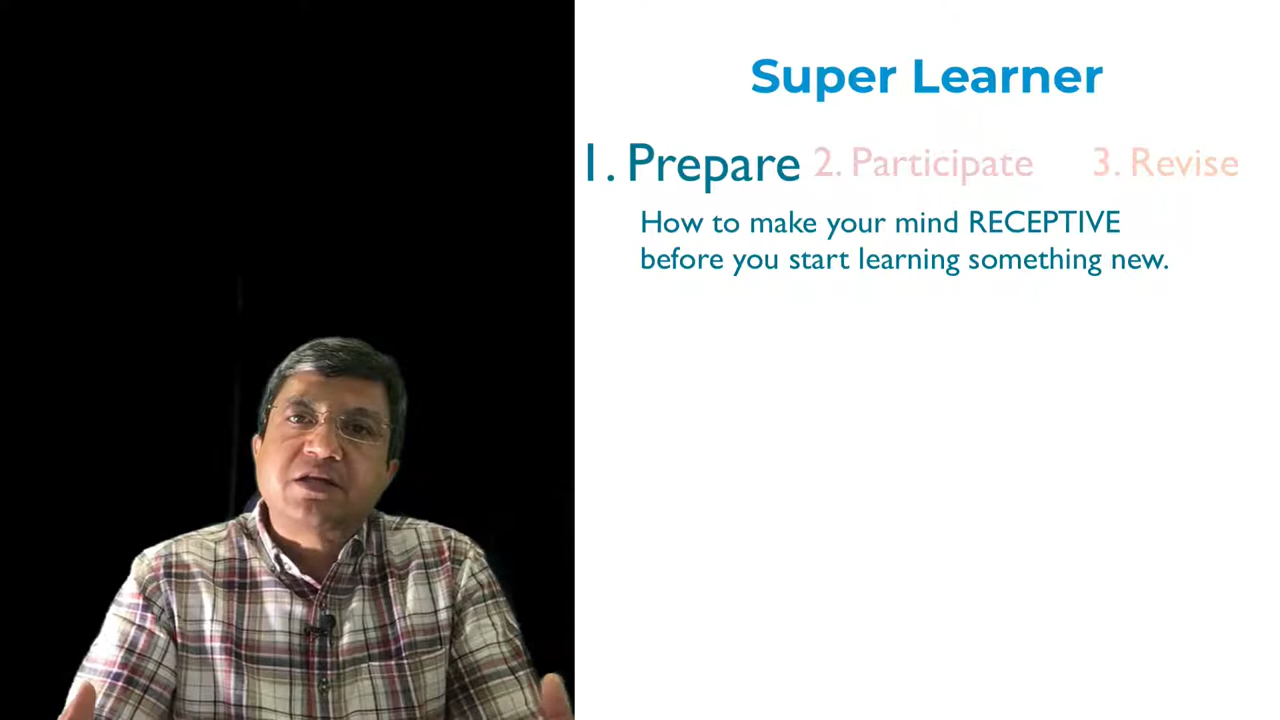 Super Learner
1. Prepare 2. Participate 3. Revise
How to make your mind RECEPTIVE
before you start learning something new.